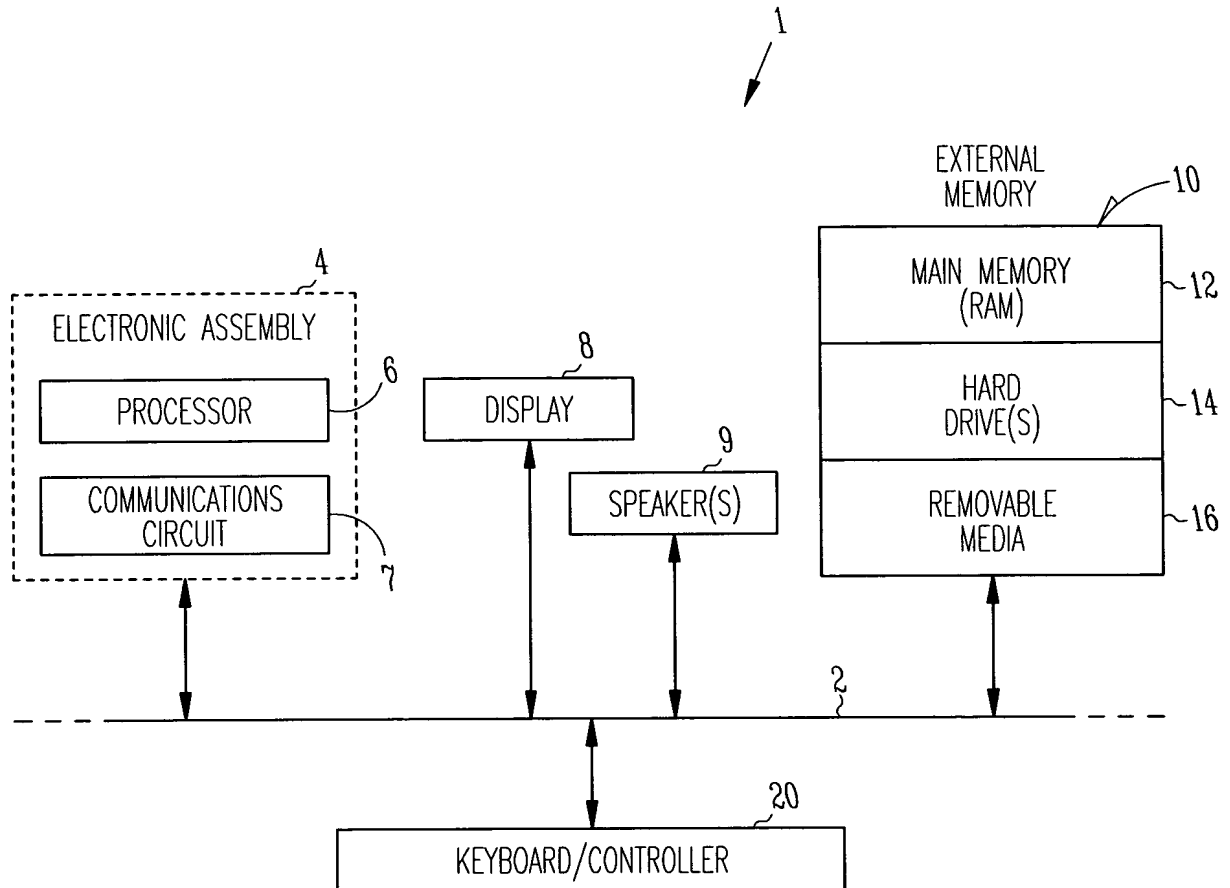 1
EXTERNAL
MEMORY
10
MAIN MEMORY
(RAM)
12
HARD
DRIVE(S)
14
REMOVABLE
MEDIA
16
4
ELECTRONIC ASSEMBLY
PROCESSOR
6
COMMUNICATIONS
CIRCUIT
7
8
DISPLAY
9
SPEAKER(S)
2
20
KEYBOARD/CONTROLLER